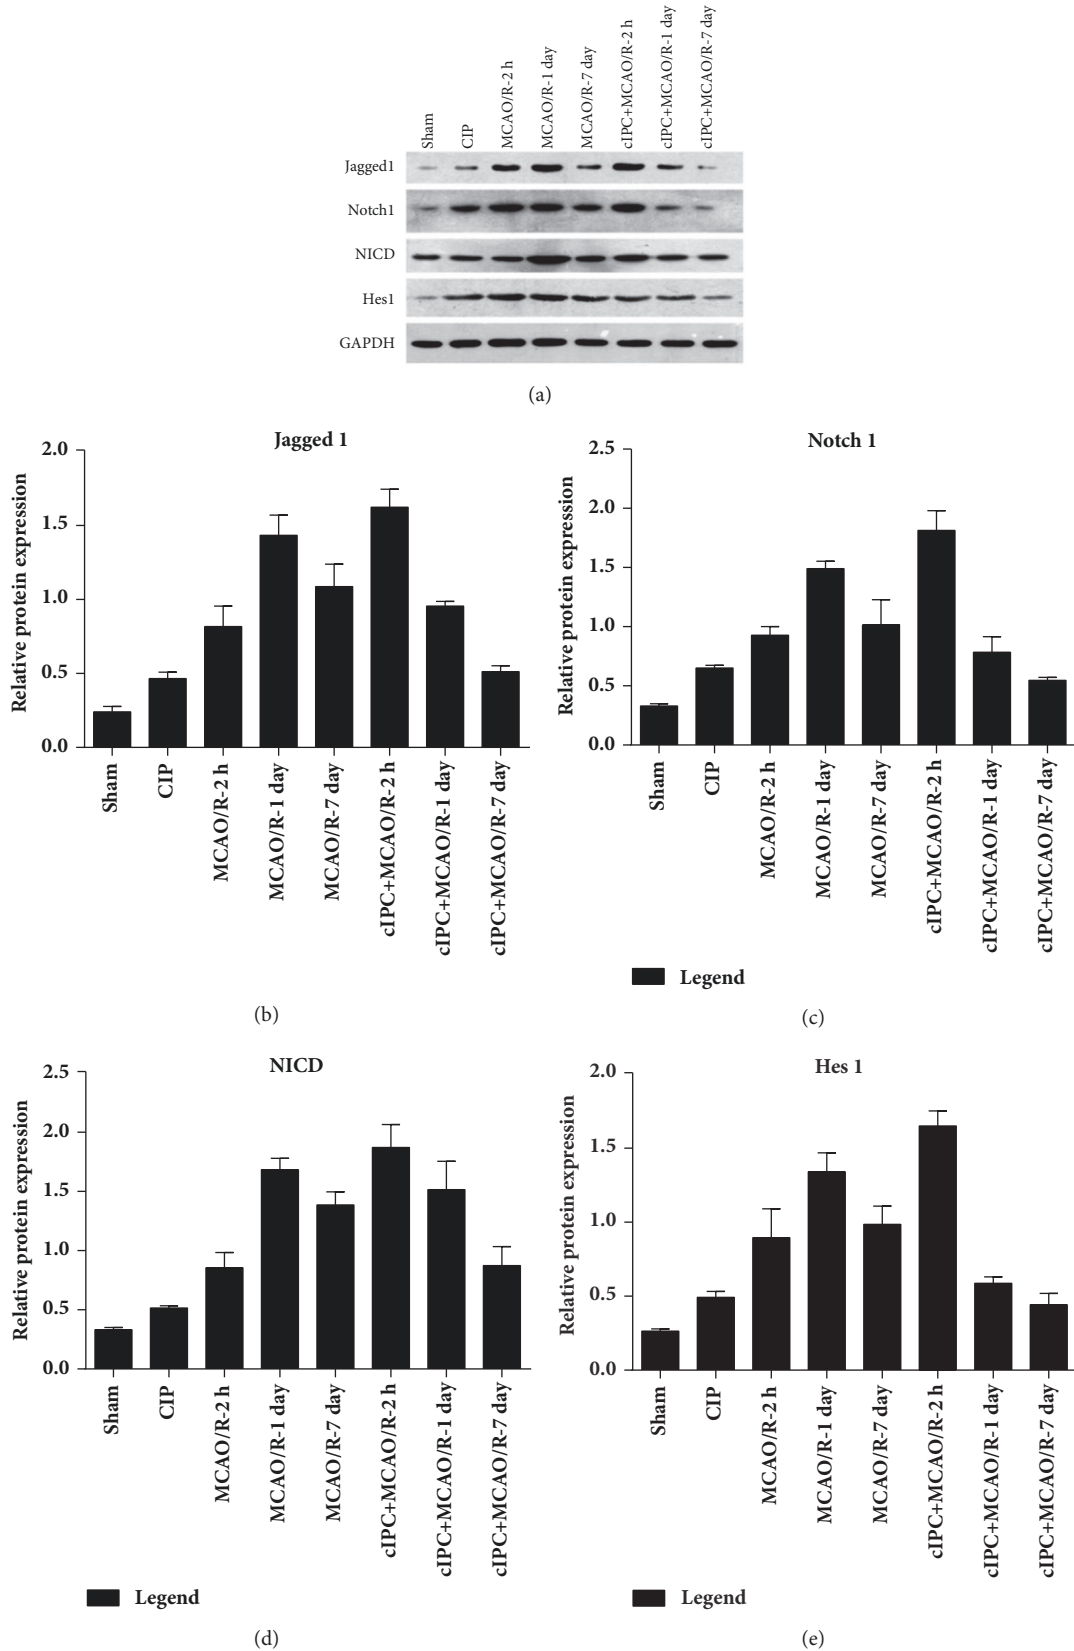 Sham
CIP
MCAO/R-2 h
MCAO/R-1 day
MCAO/R-7 day
cIPC+MCAO/R-2 h
cIPC+MCAO/R-1 day
cIPC+MCAO/R-7 day
Jagged1
Notch1
NICD
Hes1
GAPDH
(a)
Jagged 1
Relative protein expression
2.0
1.5
1.0
0.5
0.0
Sham
CIP
MCAO/R-2 h
MCAO/R-1 day
MCAO/R-7 day
cIPC+MCAO/R-2 h
cIPC+MCAO/R-1 day
cIPC+MCAO/R-7 day
(b)
Notch 1
Relative protein expression
2.5
2.0
1.5
1.0
0.5
0.0
Sham
CIP
MCAO/R-2 h
MCAO/R-1 day
MCAO/R-7 day
cIPC+MCAO/R-2 h
cIPC+MCAO/R-1 day
cIPC+MCAO/R-7 day
Legend
(c)
NICD
Relative protein expression
2.5
2.0
1.5
1.0
0.5
0.0
Sham
CIP
MCAO/R-2 h
MCAO/R-1 day
MCAO/R-7 day
cIPC+MCAO/R-2 h
cIPC+MCAO/R-1 day
cIPC+MCAO/R-7 day
Legend
(d)
Hes 1
Relative protein expression
2.0
1.5
1.0
0.5
0.0
Sham
CIP
MCAO/R-2 h
MCAO/R-1 day
MCAO/R-7 day
cIPC+MCAO/R-2 h
cIPC+MCAO/R-1 day
cIPC+MCAO/R-7 day
Legend
(e)